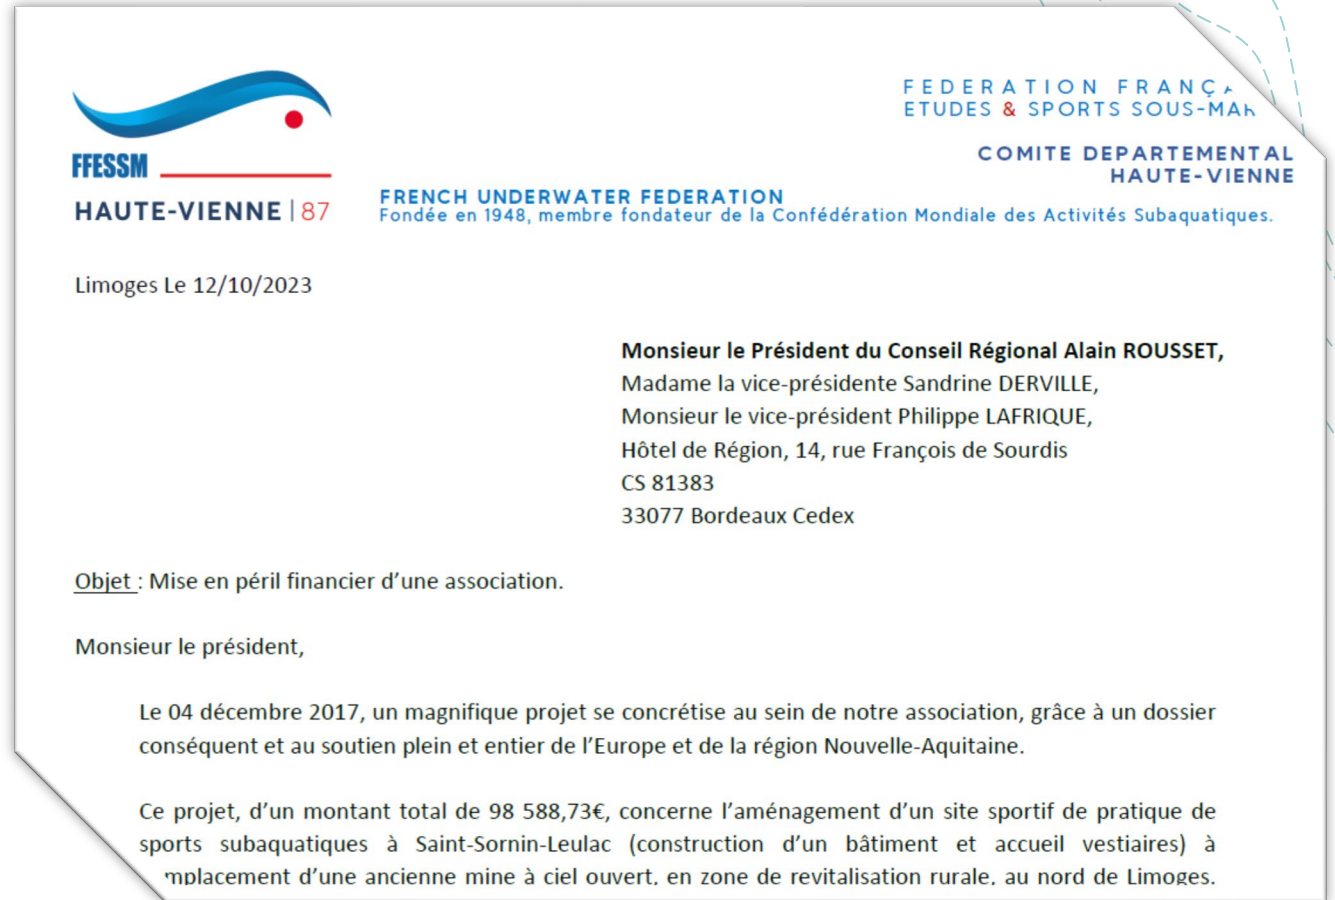 FEDERATION FRANÇ
ETUDES & SPORTS SOUS-MAR
COMITE DEPARTEMENTAL
HAUTE-VIENNE
FFESSM
HAUTE-VIENNE | 87
FRENCH UNDERWATER FEDERATION
Fondée en 1948, membre fondateur de la Confédération Mondiale des Activités Subaquatiques.
Limoges Le 12/10/2023
Monsieur le Président du Conseil Régional Alain ROUSSET,
Madame la vice-présidente Sandrine DERVILLE,
Monsieur le vice-président Philippe LAFRIQUE,
Hôtel de Région, 14, rue François de Sourdis
CS 81383
33077 Bordeaux Cedex
Objet : Mise en péril financier d’une association.
Monsieur le président,
Le 04 décembre 2017, un magnifique projet se concrétise au sein de notre association, grâce à un dossier
conséquent et au soutien plein et entier de l’Europe et de la région Nouvelle-Aquitaine.
Ce projet, d’un montant total de 98 588,73€, concerne l’aménagement d’un site sportif de pratique de
sports subaquatiques à Saint-Sornin-Leulac (construction d’un bâtiment et accueil vestiaires) à
mplacement d’une ancienne mine à ciel ouvert, en zone de revitalisation rurale, au nord de Limoges.